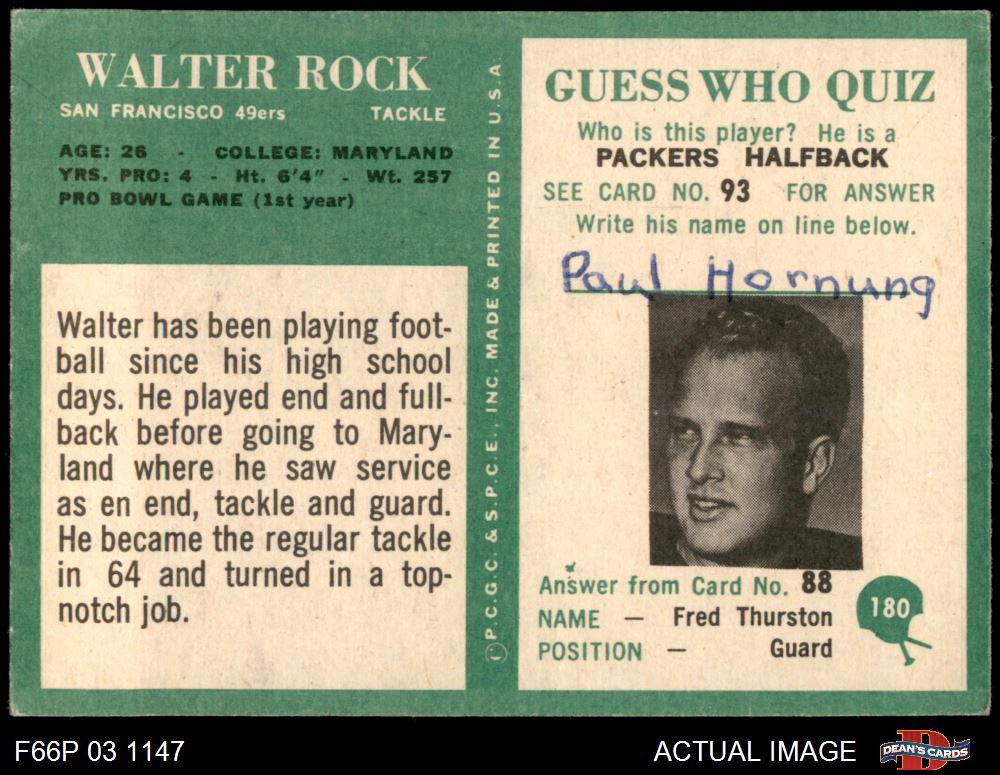 WALTER ROCK
SAN FRANCISCO 49ers TACKLE
AGE: 26 - COLLEGE: MARYLAND
YRS. PRO: 4 - Ht. 6'4" - Wt. 257
PRO BOWL GAME (1st year)
Walter has been playing foot-
ball since his high school
days. He played end and full-
back before going to Mary-
land where he saw service
as en end, tackle and guard.
He became the regular tackle
in 64 and turned in a top-
notch job.
© P.C.G.C. & S.P.C.E., INC. MADE & PRINTED IN U.S.A.
GUESS WHO QUIZ
Who is this player? He is a
PACKERS HALFBACK
SEE CARD NO. 93 FOR ANSWER
Write his name on line below.
Paul Hornung
Answer from Card No. 88
NAME — Fred Thurston
POSITION — Guard
180
F66P 03 1147
ACTUAL IMAGE
D
DEAN'S CARDS